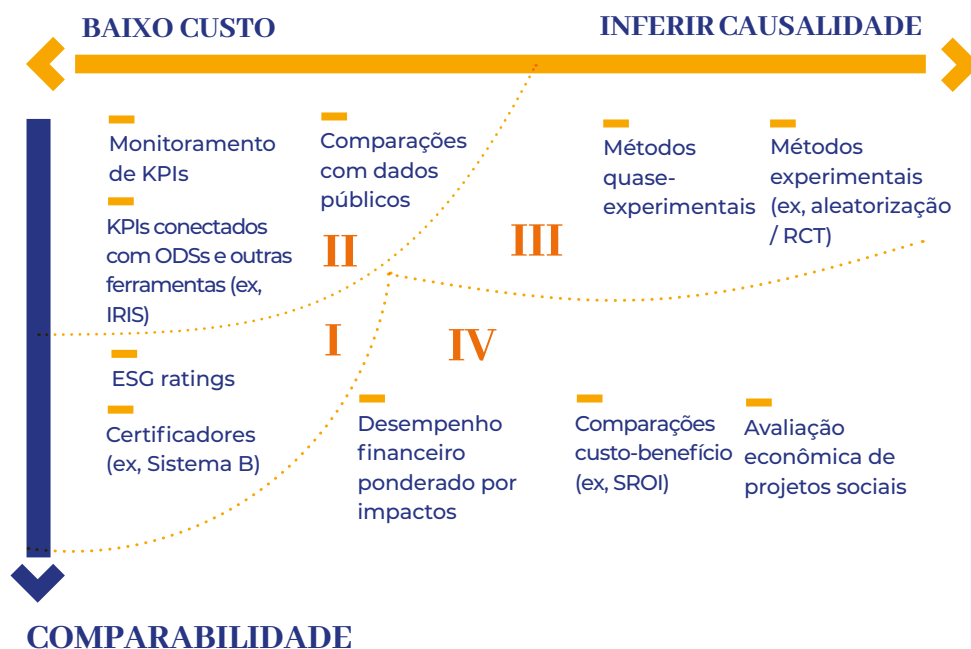 BAIXO CUSTO
INFERIR CAUSALIDADE
Monitoramento
de KPIs
KPIs conectados
com ODSs e outras
ferramentas (ex,
IRIS)
Comparações
com dados
públicos
II
III
Métodos
quase-
experimentais
Métodos
experimentais
(ex, aleatorização
/ RCT)
I
IV
ESG ratings
Certificadores
(ex, Sistema B)
Desempenho
financeiro
ponderado por
impactos
Comparações
custo-benefício
(ex, SROI)
Avaliação
econômica de
projetos sociais
COMPARABILIDADE